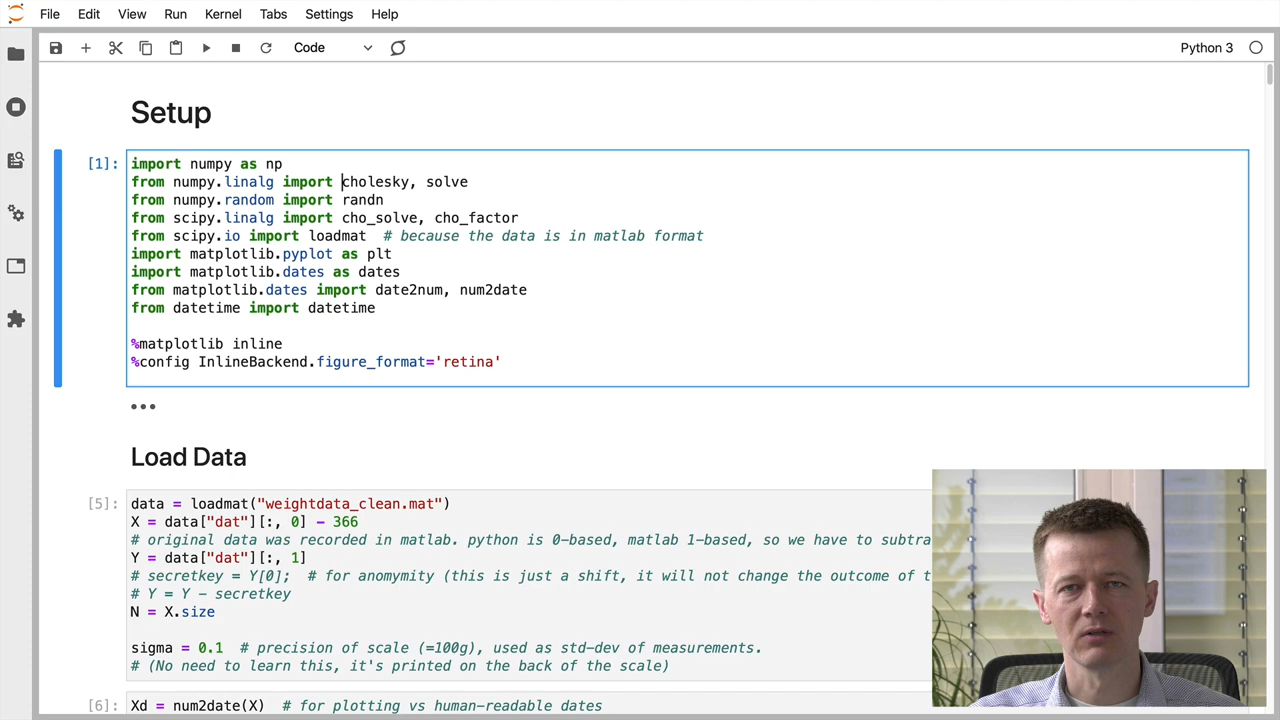 File Edit View Run Kernel Tabs Settings Help
Code
Python 3
Setup
[1]:
import numpy as np
from numpy.linalg import cholesky, solve
from numpy.random import randn
from scipy.linalg import cho_solve, cho_factor
from scipy.io import loadmat  # because the data is in matlab format
import matplotlib.pyplot as plt
import matplotlib.dates as dates
from matplotlib.dates import date2num, num2date
from datetime import datetime
%matplotlib inline
%config InlineBackend.figure_format='retina'
Load Data
[5]:
data = loadmat("weightdata_clean.mat")
X = data["dat"][:, 0] - 366
# original data was recorded in matlab. python is 0-based, matlab 1-based, so we have to subtra
Y = data["dat"][:, 1]
# secretkey = Y[0];  # for anomymity (this is just a shift, it will not change the outcome of t
# Y = Y - secretkey
N = X.size
sigma = 0.1  # precision of scale (=100g), used as std-dev of measurements.
# (No need to learn this, it's printed on the back of the scale)
[6]:
Xd = num2date(X)  # for plotting vs human-readable dates